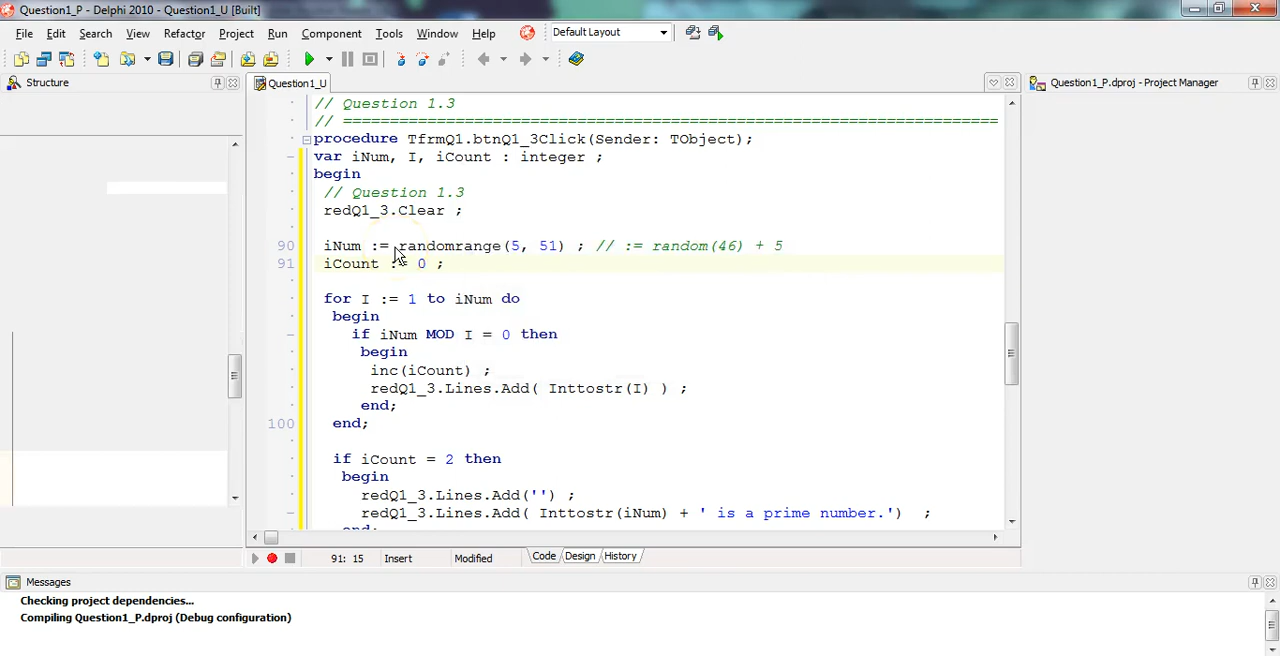 Question1_P - Delphi 2010 - Question1_U [Built]
File Edit Search View Refactor Project Run Component Tools Window Help Default Layout
Structure
Question1_U
Question1_P.dproj - Project Manager
// Question 1.3
// ======================================================================
procedure TfrmQ1.btnQ1_3Click(Sender: TObject);
var iNum, I, iCount : integer ;
begin
// Question 1.3
redQ1_3.Clear ;
90 iNum := randomrange(5, 51) ; // := random(46) + 5
91 iCount := 0 ;
for I := 1 to iNum do
begin
if iNum MOD I = 0 then
begin
inc(iCount) ;
redQ1_3.Lines.Add( Inttostr(I) ) ;
end;
100 end;
if iCount = 2 then
begin
redQ1_3.Lines.Add('') ;
redQ1_3.Lines.Add( Inttostr(iNum) + ' is a prime number.') ;
91: 15 Insert Modified Code Design History
Messages
Checking project dependencies...
Compiling Question1_P.dproj (Debug configuration)